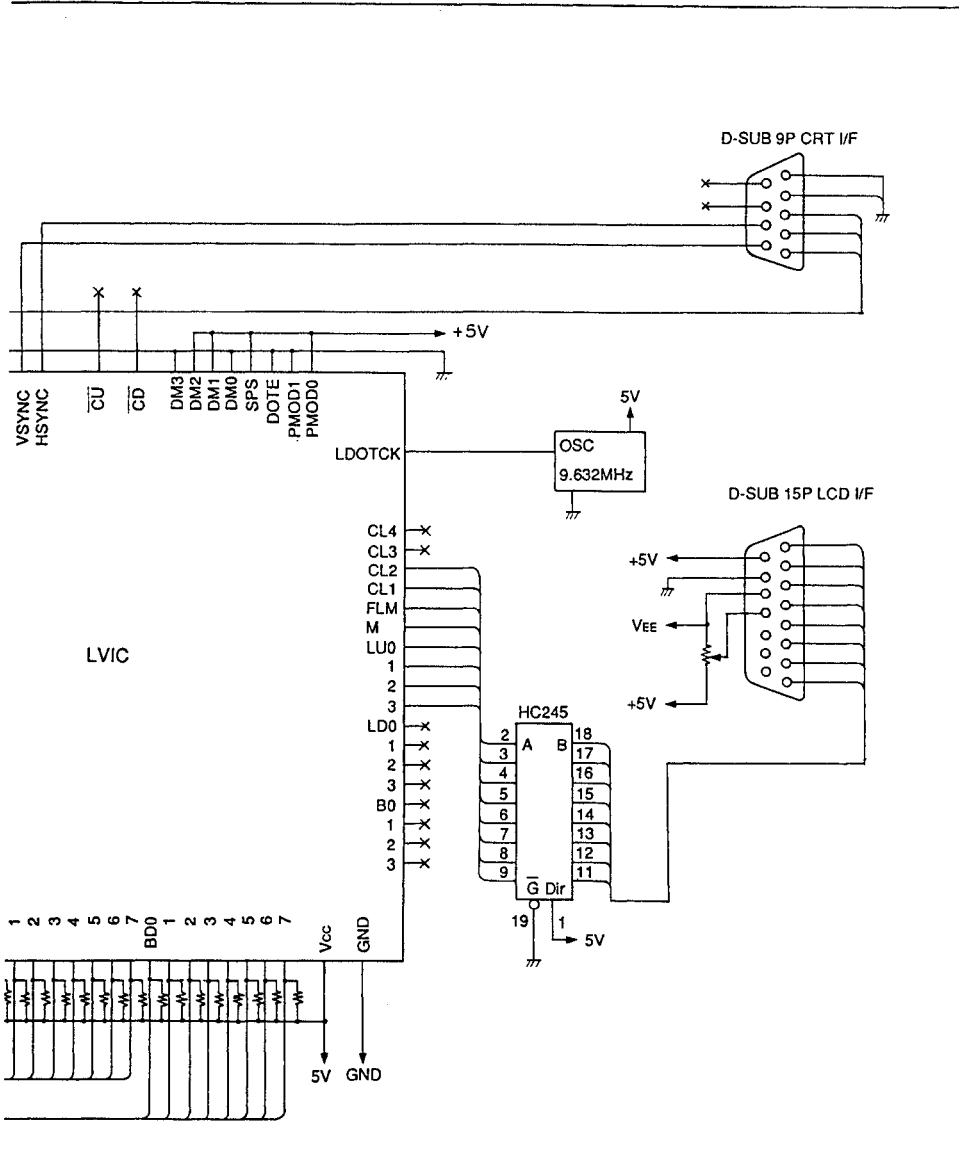 D-SUB 9P CRT I/F
+5V
VSYNC
HSYNC
CU
CD
DM3
DM2
DM1
DM0
SPS
DOTE
PMOD1
PMOD0
5V
LDOTCK
OSC
9.632MHz
D-SUB 15P LCD I/F
CL4
CL3
CL2
CL1
FLM
M
LU0
1
2
3
LD0
1
2
3
B0
1
2
3
LVIC
+5V
VEE
+5V
HC245
A B
2
3
4
5
6
7
8
9
18
17
16
15
14
13
12
11
G Dir
19 1
5V
1
2
3
4
5
6
7
BD0
1
2
3
4
5
6
7
Vcc
GND
5V GND